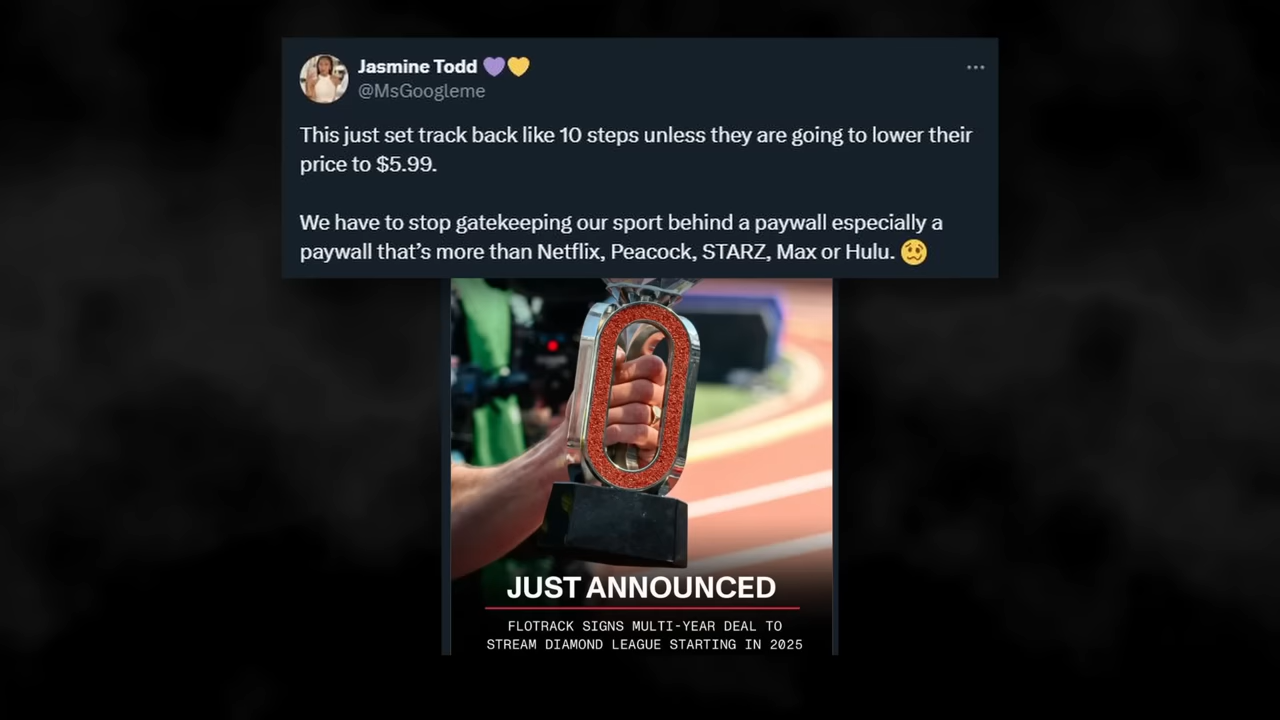 Jasmine Todd 💜💛
@MsGoogleme
This just set track back like 10 steps unless they are going to lower their
price to $5.99.
We have to stop gatekeeping our sport behind a paywall especially a
paywall that’s more than Netflix, Peacock, STARZ, Max or Hulu. 🥴
JUST ANNOUNCED
FLOTRACK SIGNS MULTI-YEAR DEAL TO
STREAM DIAMOND LEAGUE STARTING IN 2025